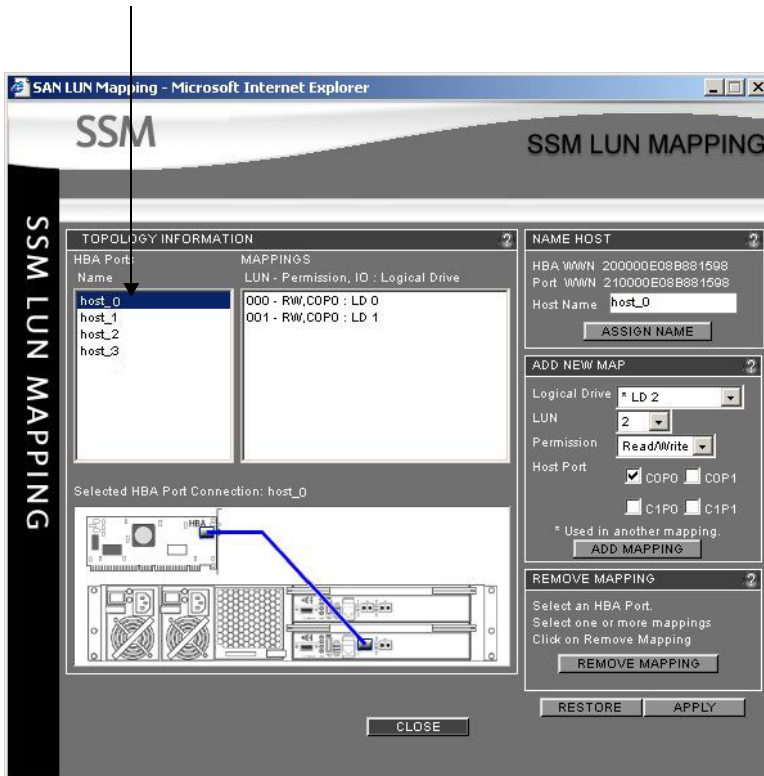 SAN LUN Mapping - Microsoft Internet Explorer
SSM
SSM LUN MAPPING
SSM LUN MAPPING
TOPOLOGY INFORMATION
?
HBA Ports
Name
MAPPINGS
LUN - Permission, IO : Logical Drive
host_0
host_1
host_2
host_3
000 - RW,C0P0 : LD 0
001 - RW,C0P0 : LD 1
Selected HBA Port Connection: host_0
HBA
NAME HOST
?
HBA WWN 200000E08B881598
Port WWN 210000E08B881598
Host Name host_0
ASSIGN NAME
ADD NEW MAP
?
Logical Drive * LD 2
LUN 2
Permission Read/Write
Host Port
C0P0 C0P1
C1P0 C1P1
* Used in another mapping.
ADD MAPPING
REMOVE MAPPING
?
Select an HBA Port.
Select one or more mappings
Click on Remove Mapping
REMOVE MAPPING
RESTORE APPLY
CLOSE